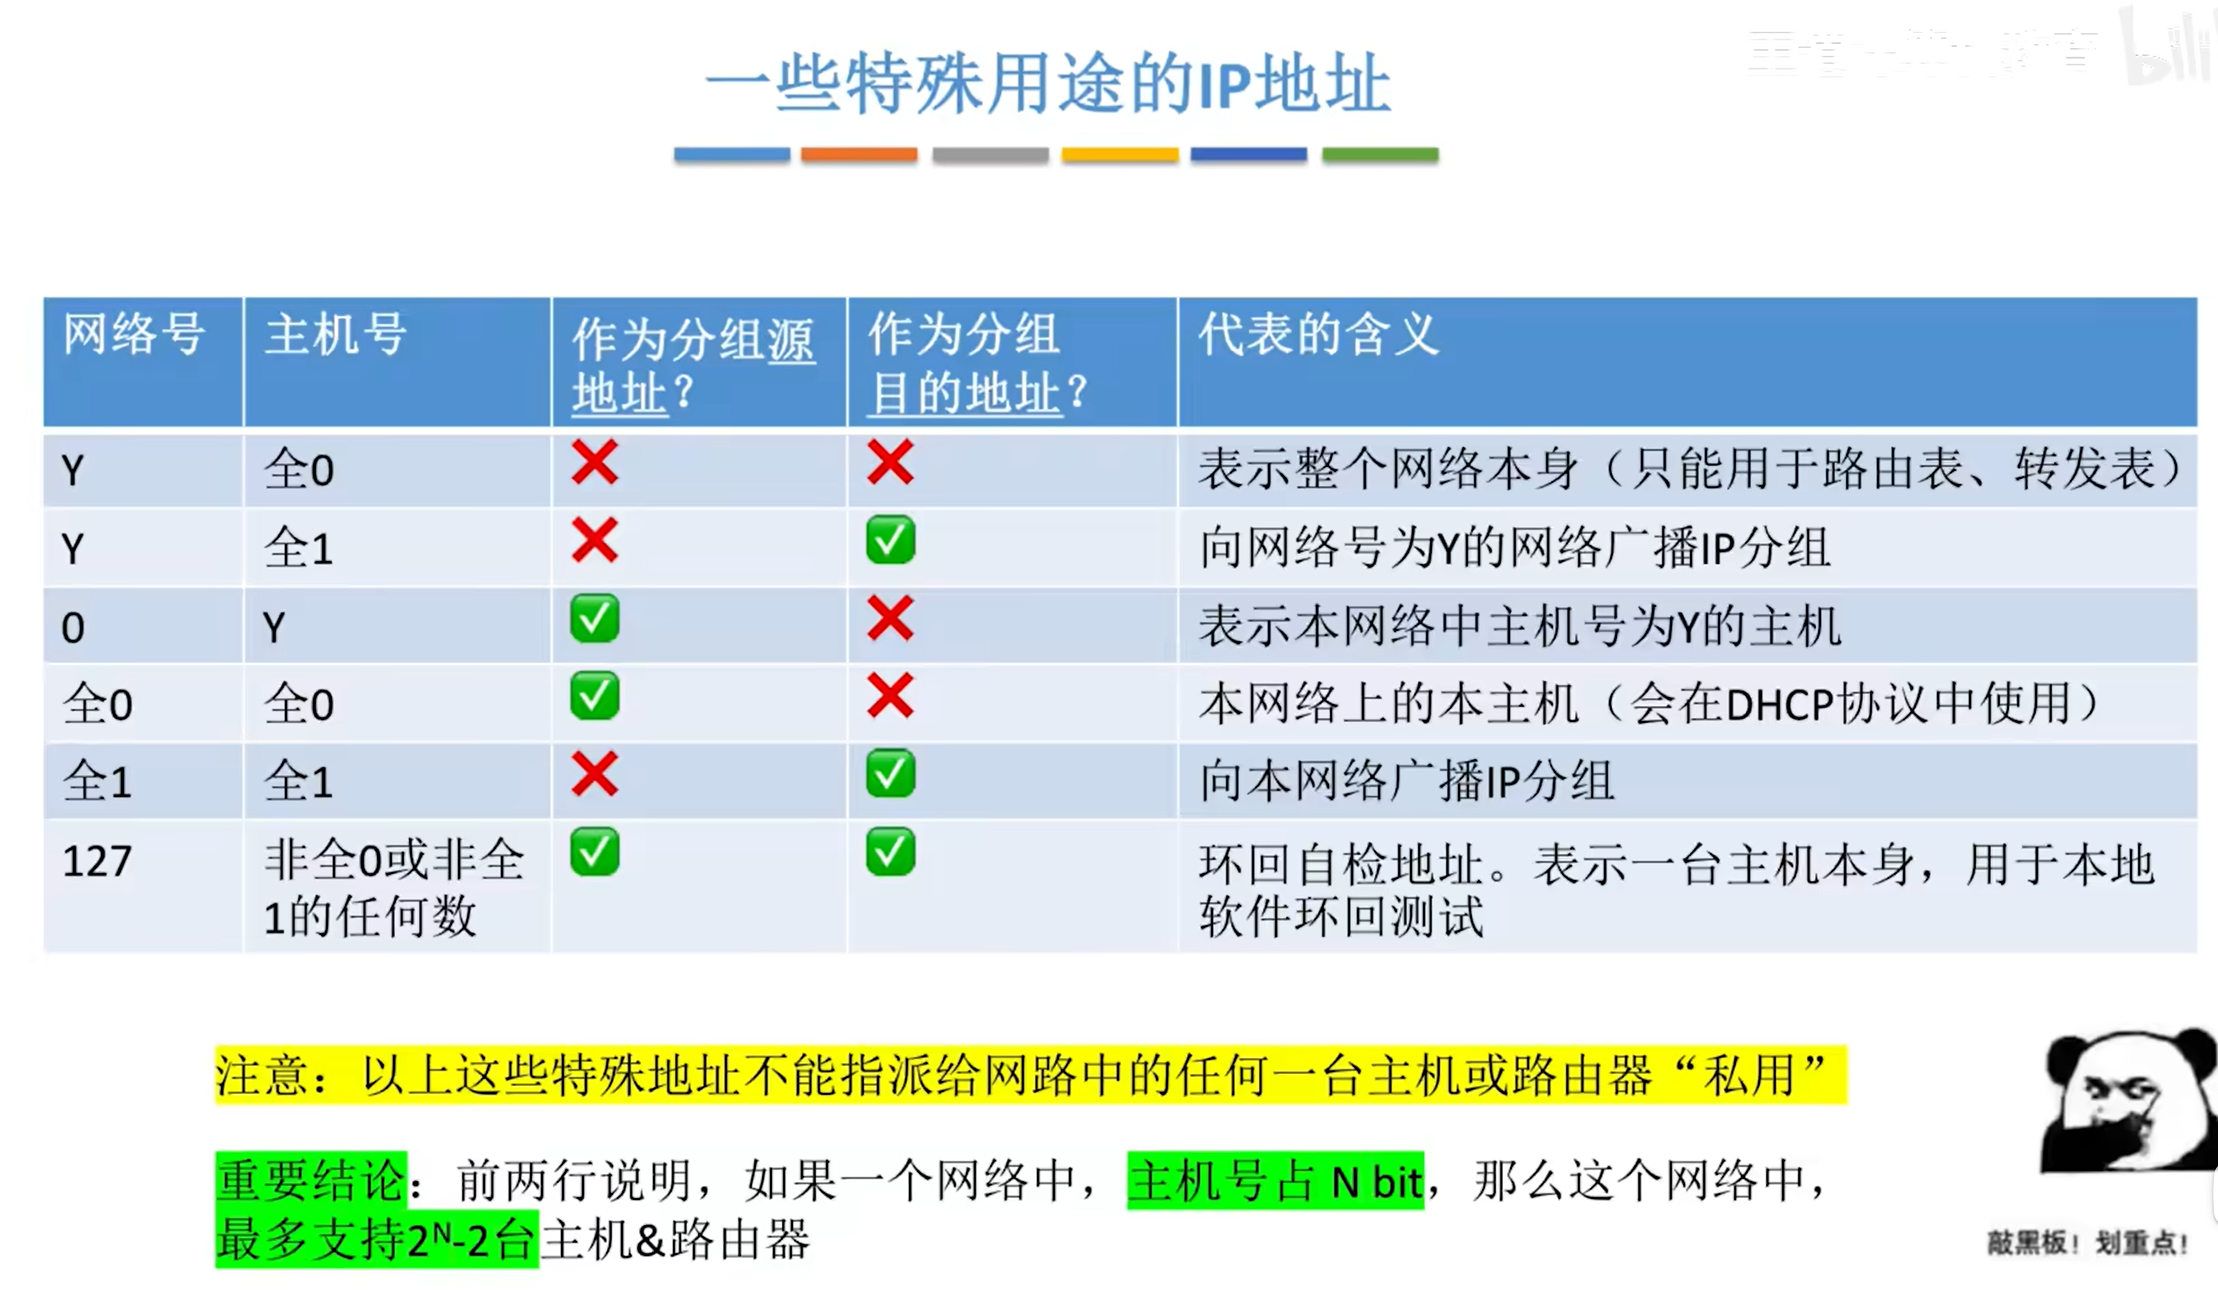 一些特殊用途的IP地址
网络号 主机号 作为分组源地址? 作为分组目的地址? 代表的含义
Y 全0 ❌ ❌ 表示整个网络本身（只能用于路由表、转发表）
Y 全1 ❌ ✅ 向网络号为Y的网络广播IP分组
0 Y ✅ ❌ 表示本网络中主机号为Y的主机
全0 全0 ✅ ❌ 本网络上的本主机（会在DHCP协议中使用）
全1 全1 ❌ ✅ 向本网络广播IP分组
127 非全0或非全 ✅ ✅ 环回自检地址。表示一台主机本身，用于本地
1的任何数 软件环回测试
注意：以上这些特殊地址不能指派给网路中的任何一台主机或路由器“私用”
重要结论：前两行说明，如果一个网络中，主机号占 N bit，那么这个网络中，
最多支持2ᴺ-2台主机&路由器
敲黑板！划重点！